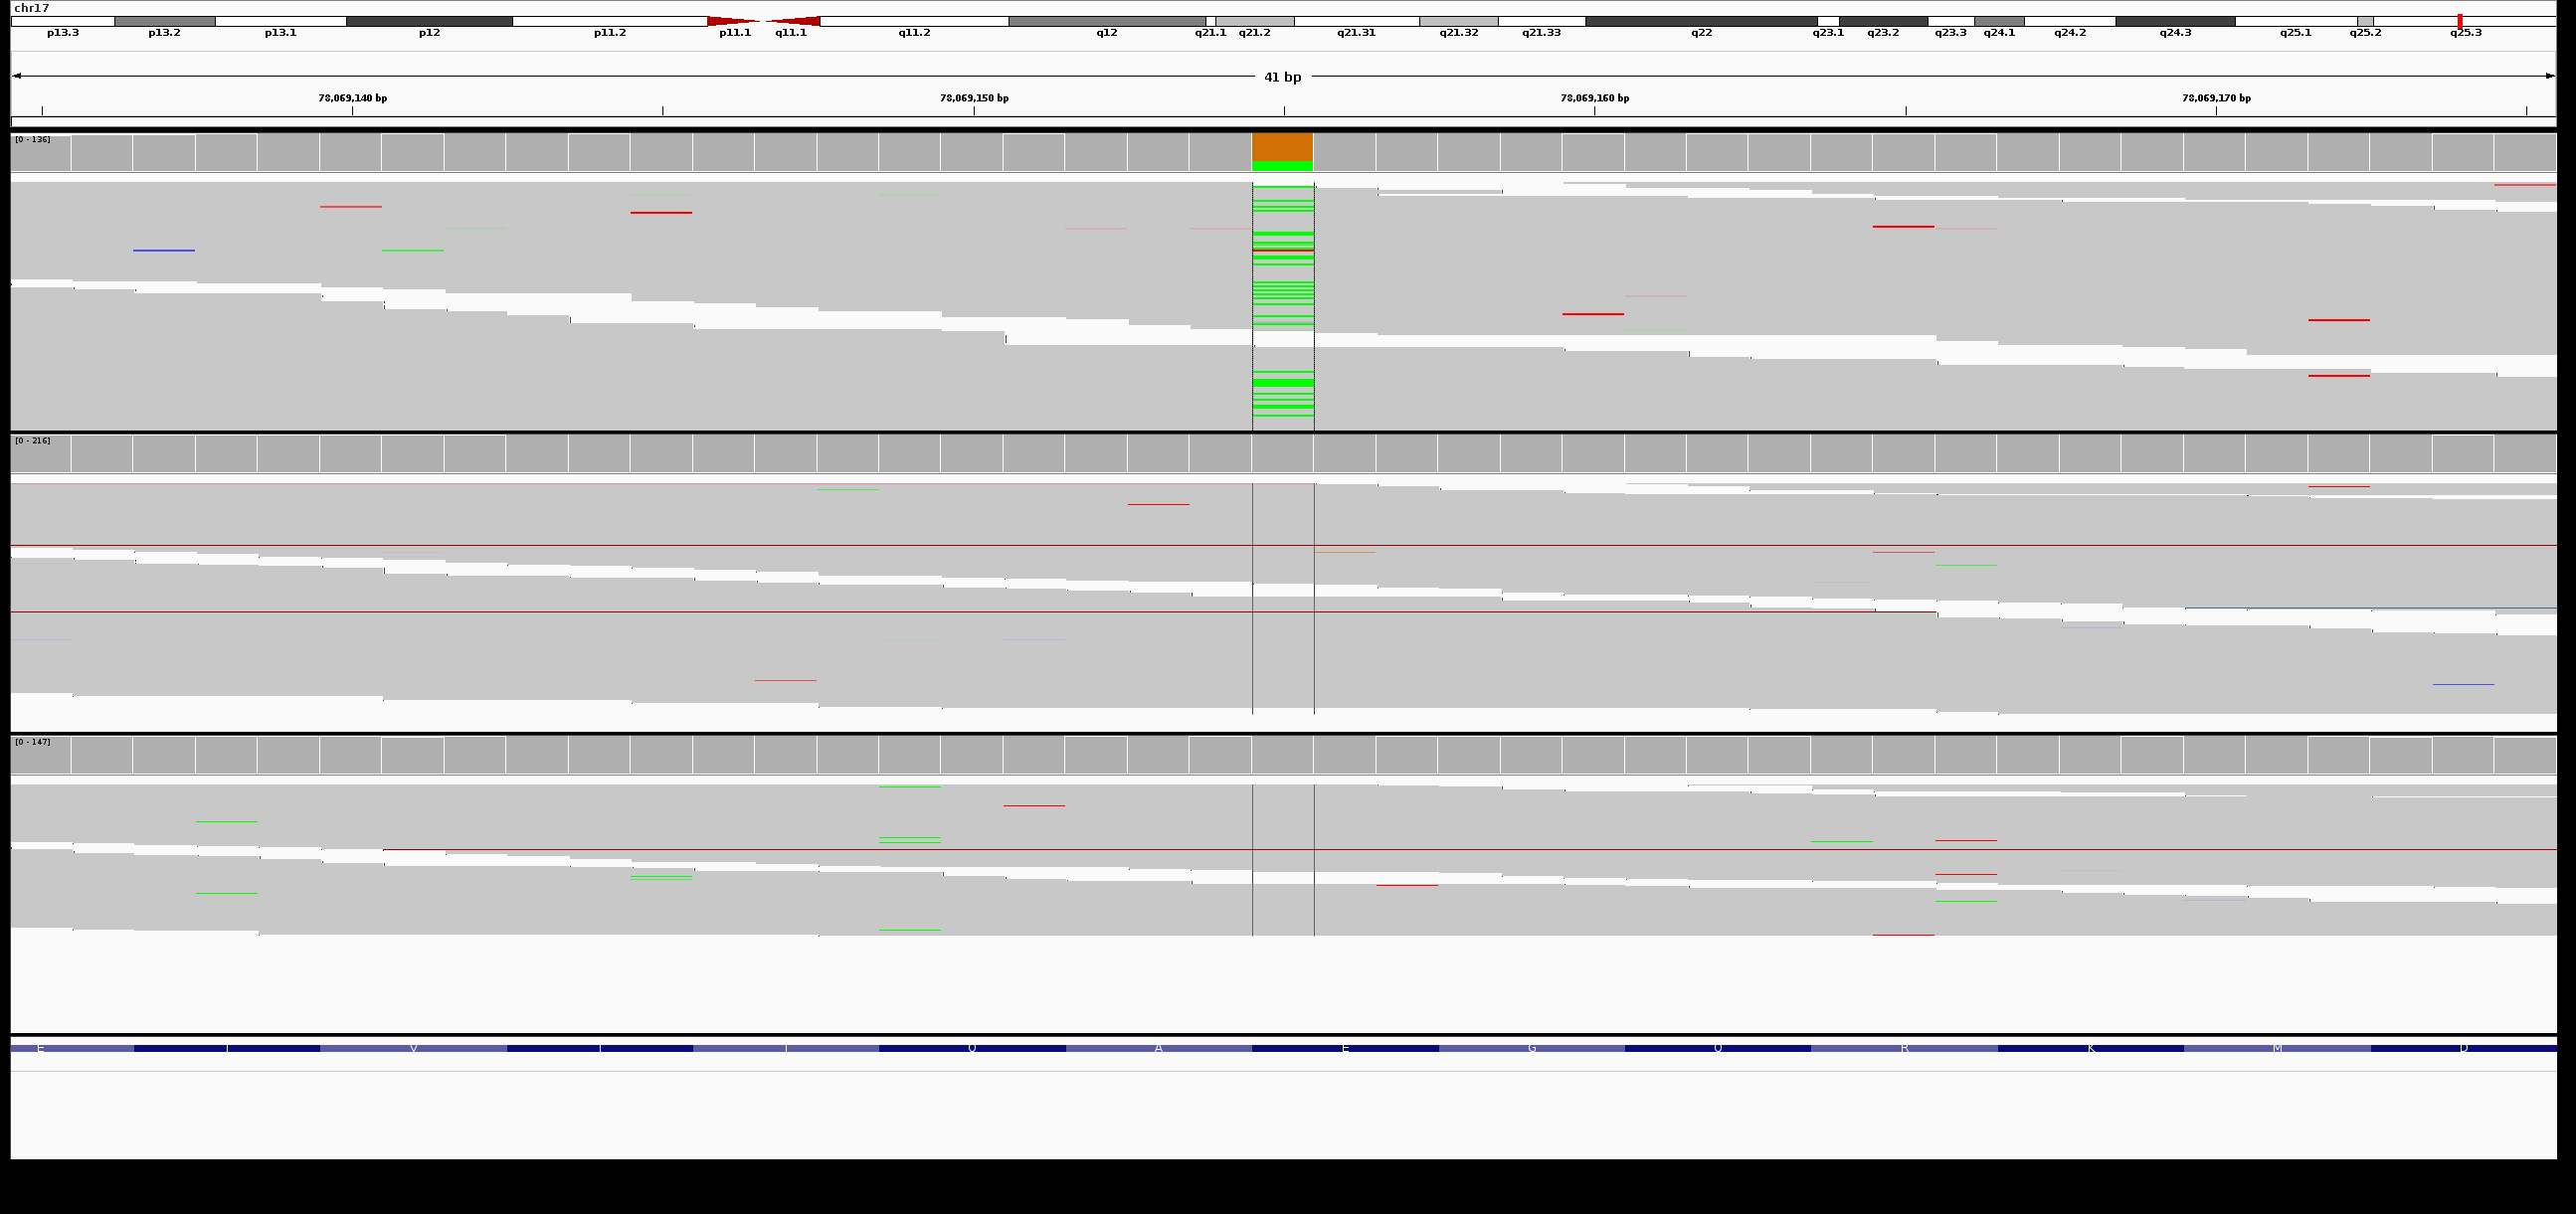 chr17
p13.3 p13.2 p13.1 p12 p11.2 p11.1 q11.1 q11.2 q12 q21.1 q21.2 q21.31 q21.32 q21.33 q22 q23.1 q23.2 q23.3 q24.1 q24.2 q24.3 q25.1 q25.2 q25.3
41 bp
78,069,140 bp 78,069,150 bp 78,069,160 bp 78,069,170 bp
[0 - 136]
[0 - 216]
[0 - 147]
E V A E G R K M D